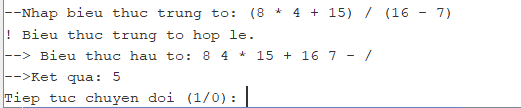 --Nhap bieu thuc trung to: (8 * 4 + 15) / (16 - 7)
! Bieu thuc trung to hop le.
--> Bieu thuc hau to: 8 4 * 15 + 16 7 - /
-->Ket qua: 5
Tiep tuc chuyen doi (1/0):